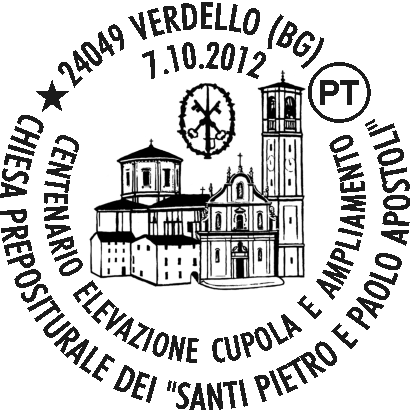 ★ 24049 VERDELLO (BG)
7.10.2012
PT
CENTENARIO ELEVAZIONE CUPOLA E AMPLIAMENTO
CHIESA PREPOSITURALE DEI "SANTI PIETRO E PAOLO APOSTOLI"